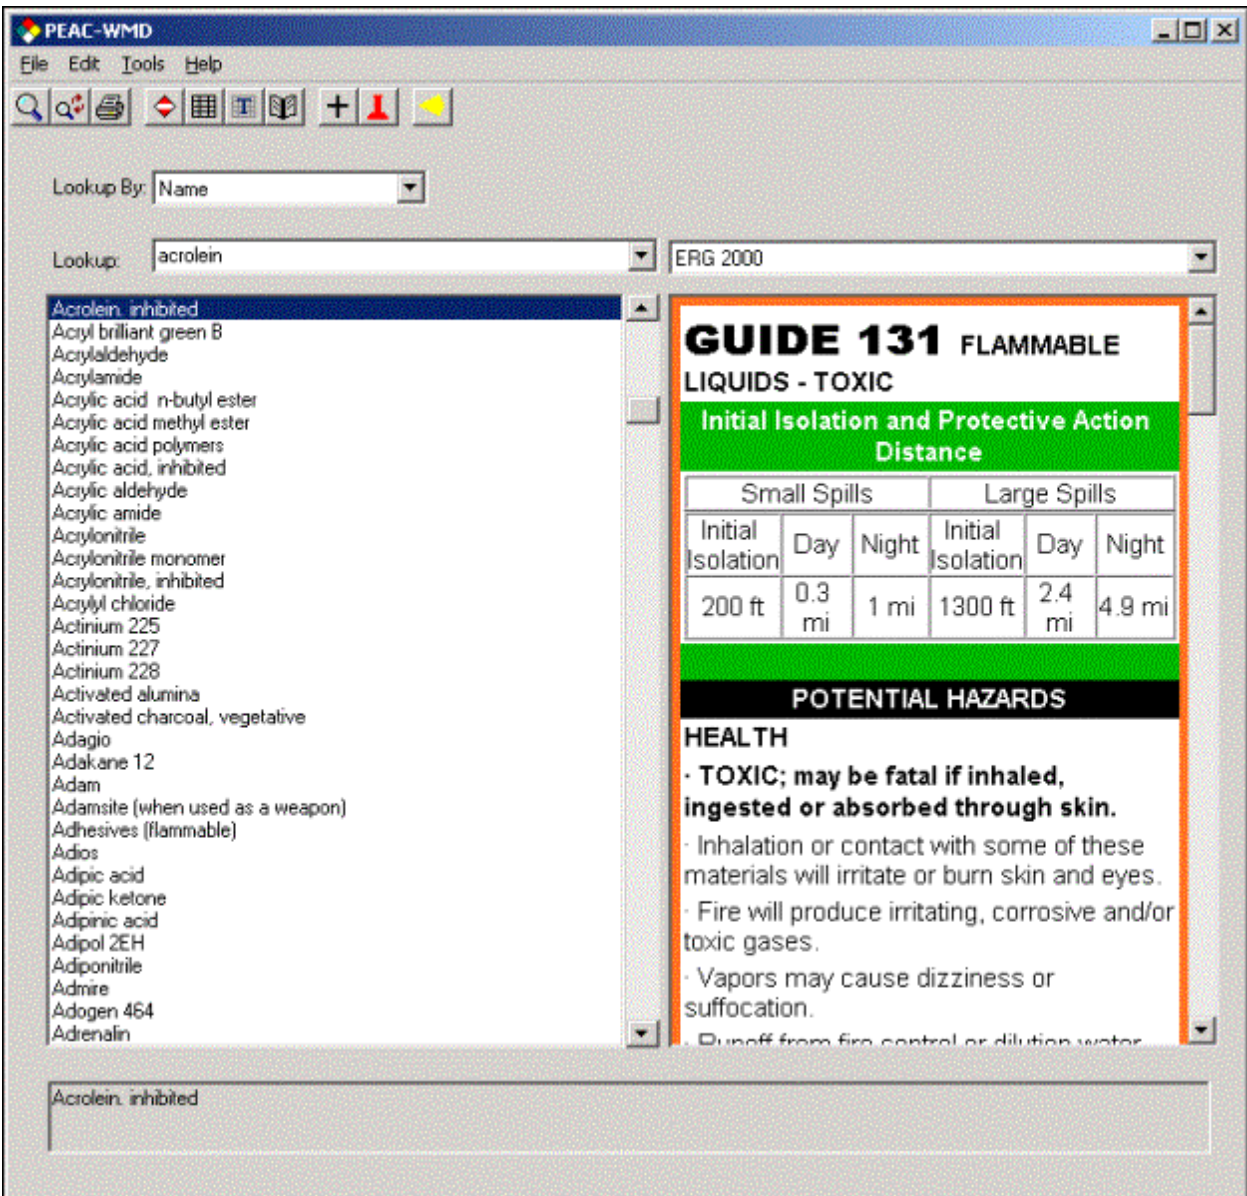 PEAC-WMD
File Edit Tools Help
T
Lookup By: Name
Lookup: acrolein
ERG 2000
Acrolein. inhibited
Acryl brilliant green B
Acrylaldehyde
Acrylamide
Acrylic acid n-butyl ester
Acrylic acid methyl ester
Acrylic acid polymers
Acrylic acid, inhibited
Acrylic aldehyde
Acrylic amide
Acrylonitrile
Acrylonitrile monomer
Acrylonitrile, inhibited
Acrylyl chloride
Actinium 225
Actinium 227
Actinium 228
Activated alumina
Activated charcoal, vegetative
Adagio
Adakane 12
Adam
Adamsite (when used as a weapon)
Adhesives (flammable)
Adios
Adipic acid
Adipic ketone
Adipinic acid
Adipol 2EH
Adiponitrile
Admire
Adogen 464
Adrenalin
GUIDE 131 FLAMMABLE
LIQUIDS - TOXIC
Initial Isolation and Protective Action
Distance
Small Spills Large Spills
Initial Isolation Day Night Initial Isolation Day Night
200 ft 0.3 mi 1 mi 1300 ft 2.4 mi 4.9 mi
POTENTIAL HAZARDS
HEALTH
· TOXIC; may be fatal if inhaled,
ingested or absorbed through skin.
· Inhalation or contact with some of these
materials will irritate or burn skin and eyes.
· Fire will produce irritating, corrosive and/or
toxic gases.
· Vapors may cause dizziness or
suffocation.
· Runoff from fire control or dilution water
Acrolein. inhibited